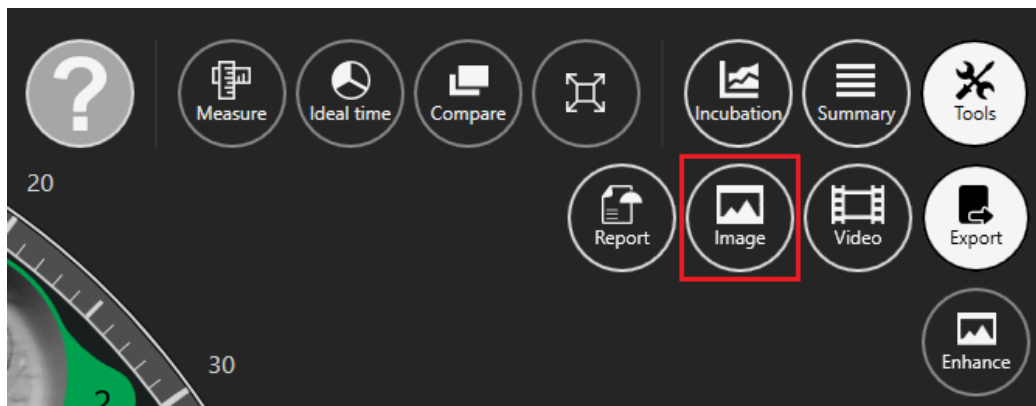 ?
Measure
Ideal time
Compare
Incubation
Summary
Tools
20
Report
Image
Video
Export
30
Enhance
2